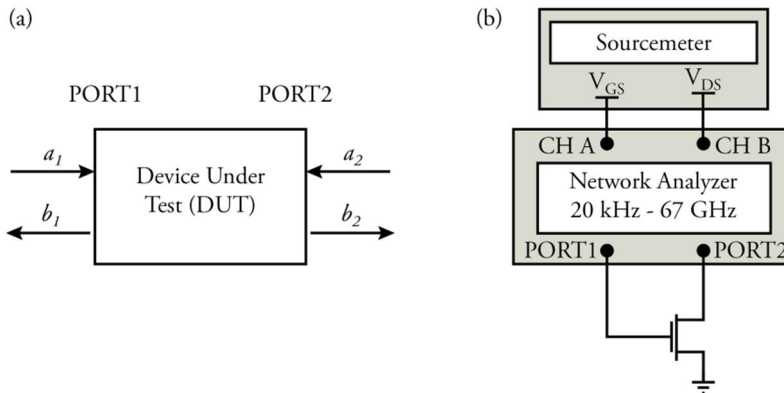 (a)
PORT1 PORT2
a1 a2
Device Under
Test (DUT)
b1 b2
(b)
Sourcemeter
VGS VDS
CH A CH B
Network Analyzer
20 kHz - 67 GHz
PORT1 PORT2